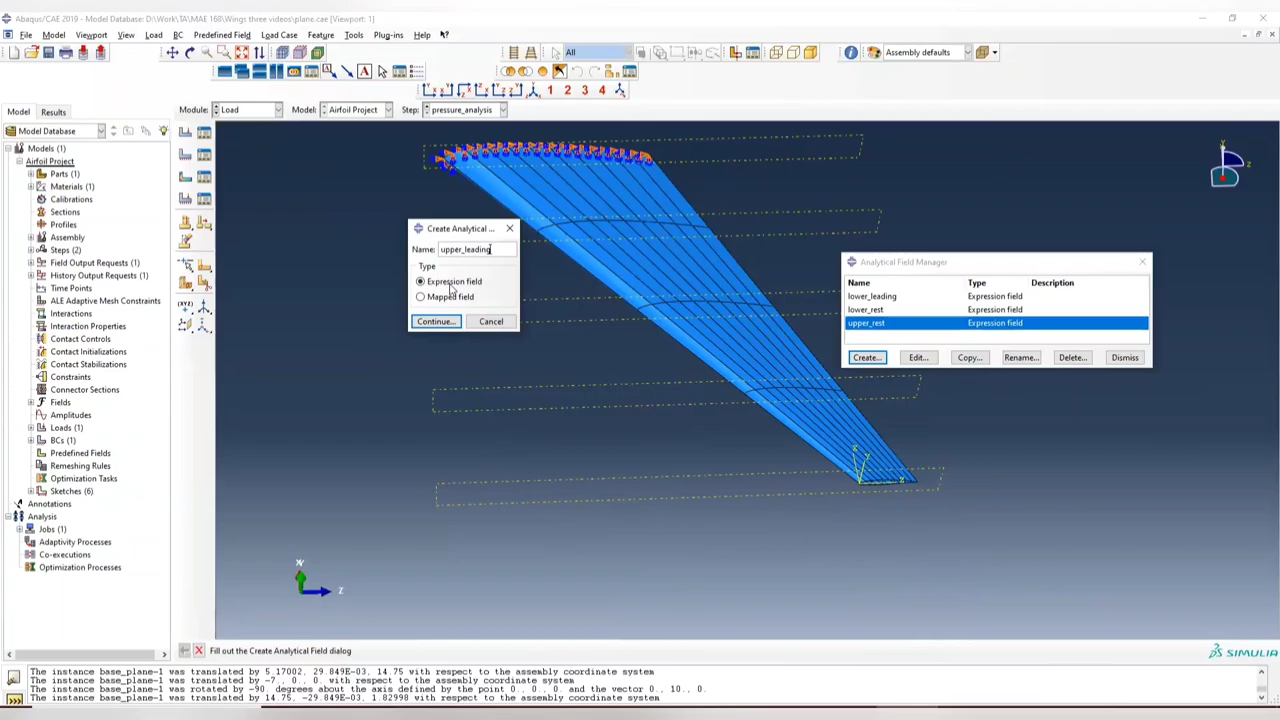 Abaqus/CAE 2019 - Model Database: D:\Work\TA\MAE 168\Wings three videos\plane.cae [Viewport: 1]
File Model Viewport View Load BC Predefined Field Load Case Feature Tools Plug-ins Help
All
Assembly defaults
1 2 3 4
Model Results
Module: Load Model: Airfoil Project Step: pressure_analysis
Model Database
Models (1)
Airfoil Project
Parts (1)
Materials (1)
Calibrations
Sections
Profiles
Assembly
Steps (2)
Field Output Requests (1)
History Output Requests (1)
Time Points
ALE Adaptive Mesh Constraints
Interactions
Interaction Properties
Contact Controls
Contact Initializations
Contact Stabilizations
Constraints
Connector Sections
Fields
Amplitudes
Loads (1)
BCs (1)
Predefined Fields
Remeshing Rules
Optimization Tasks
Sketches (6)
Annotations
Analysis
Jobs (1)
Adaptivity Processes
Co-executions
Optimization Processes
Create Analytical ...
Name: upper_leading
Type
Expression field
Mapped field
Continue... Cancel
Analytical Field Manager
Name Type Description
lower_leading Expression field
lower_rest Expression field
upper_rest Expression field
Create... Edit... Copy... Rename... Delete... Dismiss
Z
Fill out the Create Analytical Field dialog
SIMULIA
The instance base_plane-1 was translated by 5.17002, 29.849E-03, 14.75 with respect to the assembly coordinate system
The instance base_plane-1 was translated by -7., 0., 0. with respect to the assembly coordinate system
The instance base_plane-1 was rotated by -90. degrees about the axis defined by the point 0., 0., 0. and the vector 0., 10., 0.
The instance base_plane-1 was translated by 14.75, -29.849E-03, 1.82998 with respect to the assembly coordinate system